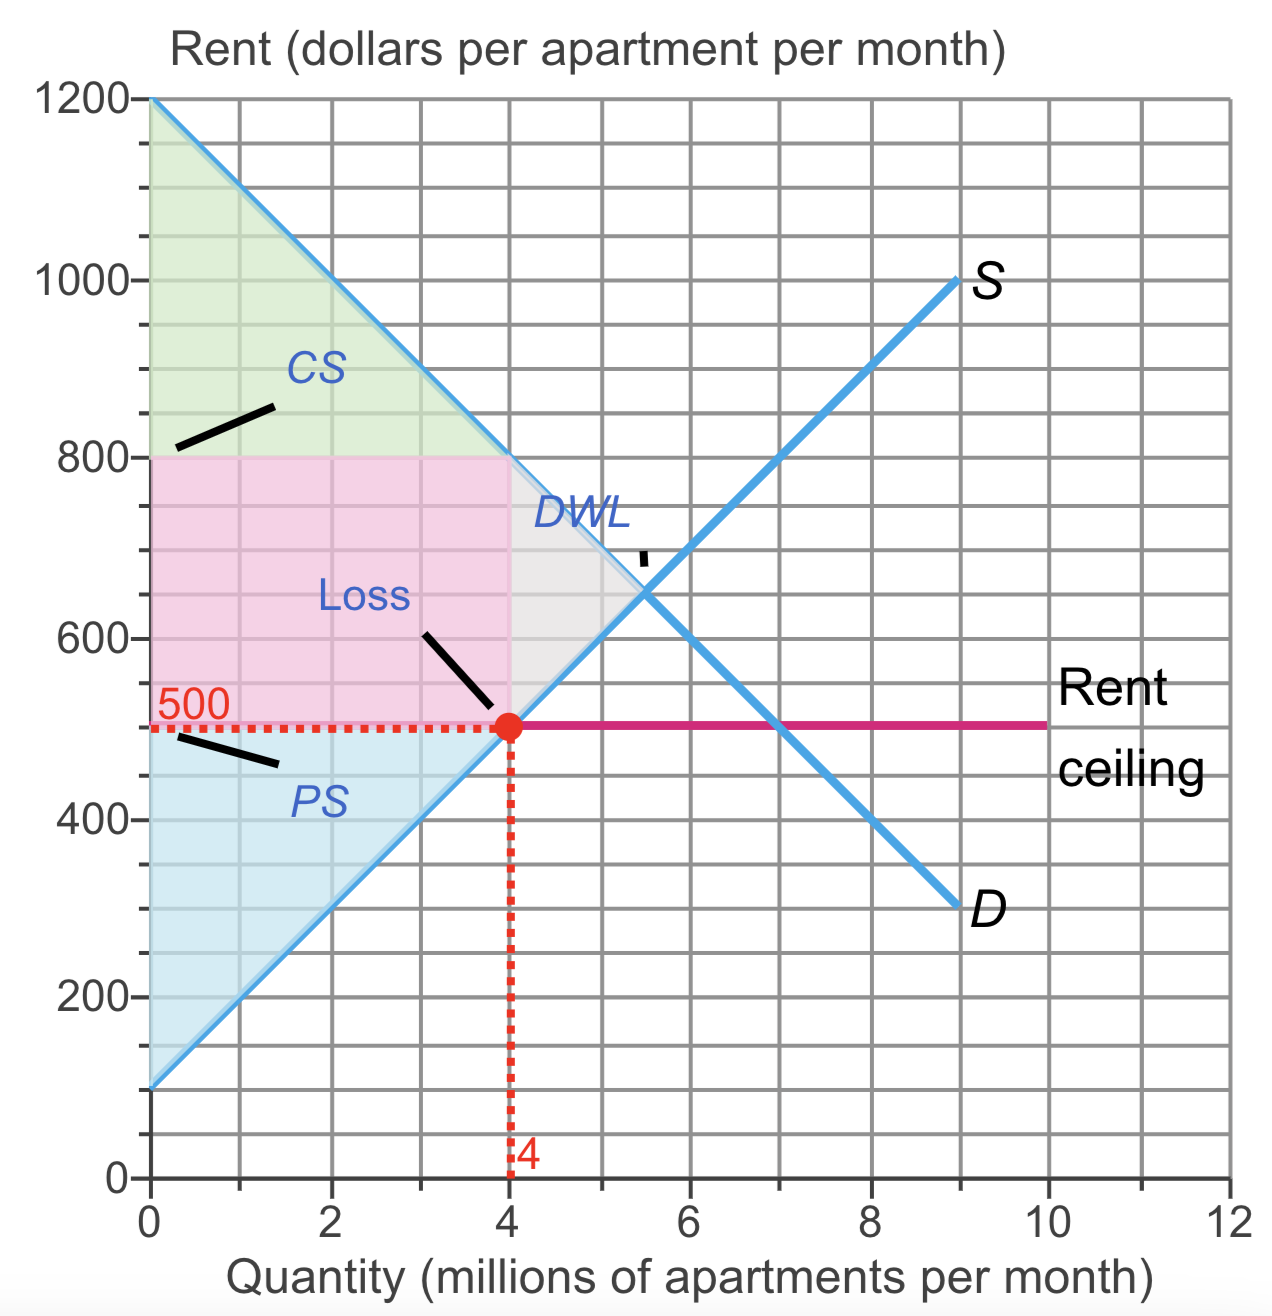 Rent (dollars per apartment per month)
1200
1000
S
CS
800
DWL
Loss
600
Rent
500
ceiling
PS
400
D
200
4
0
0 2 4 6 8 10 12
Quantity (millions of apartments per month)